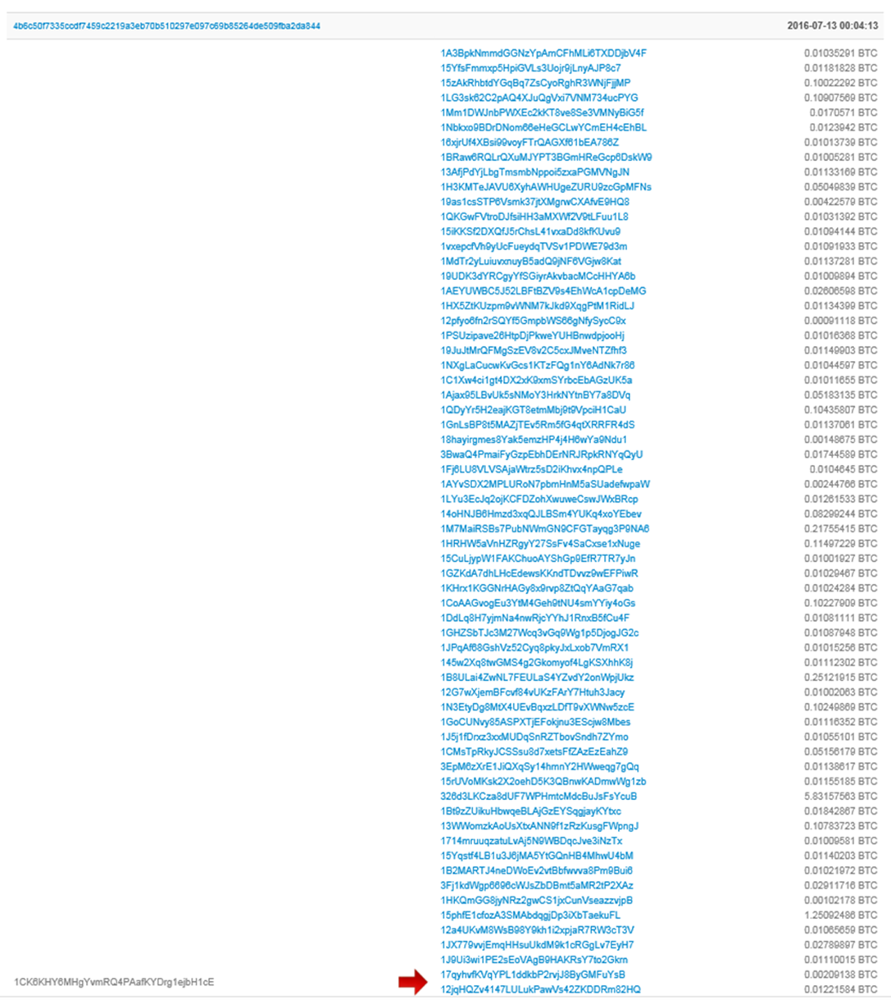 4b6c50f7335ccdf7459c2219a3eb70b510297e097c69b85264de509fba2da844 2016-07-13 00:04:13
1A3BpkNmmdGGNzYpAmCFhMLi6TXDDjbV4F 0.01035291 BTC
15YfsFmmxp5HpiGVLs3Uojr9jLnyAJP8c7 0.01181828 BTC
15zAkRhbtdYGqBq7ZsCyoRghR3WNjFjjMP 0.10022292 BTC
1LG3sk62C2pAQ4XJuQgVxi7VNM734ucPYG 0.10907569 BTC
1Mm1DWJnbPWXEc2kKT8ve8Se3VMNyBiG5f 0.0170571 BTC
1Nbkxo9BDrDNom66eHeGCLwYCmEH4cEhBL 0.0123942 BTC
16xjrUf4XBsi99voyFTrQAGXf61bEA786Z 0.01013739 BTC
1BRaw6RQLrQXuMJYPT3BGmHReGcp6DskW9 0.01005281 BTC
13AfjPdYjLbgTmsmbNppoi5zxaPGMVNgJN 0.01133169 BTC
1H3KMTeJAVU6XyhAWHUgeZURU9zcGpMFNs 0.05049839 BTC
19as1csSTP6Vsmk37jtXMgrwCXAfvE9HQ8 0.00422579 BTC
1QKGwFVtroDJfsiHH3aMXWf2V9tLFuu1L8 0.01031392 BTC
15iKKSf2DXQfJ5rChsL41vxaDd8kfKUvu9 0.01094144 BTC
1vxepcfVh9yUcFueydqTVSv1PDWE79d3m 0.01091933 BTC
1MdTr2yLuiuvxnuyB5adQ9jNF6VGjw8Kat 0.01137281 BTC
19UDK3dYRCgyYfSGiyrAkvbacMCcHHYA6b 0.01009894 BTC
1AEYUWBC5J52LBFtBZV9s4EhWcA1cpDeMG 0.02606598 BTC
1HX5ZtKUzpm9vWNM7kJkd9XqgPtM1RidLJ 0.01134399 BTC
12pfyo6fn2rSQYf5GmpbWS66gNfySycC9x 0.00091118 BTC
1PSUzipave26HtpDjPkweYUHBnwdpjooHj 0.01016368 BTC
19JuJtMrQFMgSzEV8v2C5cxJMveNTZfhf3 0.01149903 BTC
1NXgLaCucwKvGcs1KTzFQg1nY6AdNk7r86 0.01044597 BTC
1C1Xw4ci1gt4DX2xK9xmSYrbcEbAGzUK5a 0.01011655 BTC
1Ajax95LBvUk5sNMoY3HrkNYtnBY7a8DVq 0.05183135 BTC
1QDyYr5H2eajKGT8etmMbj9t9VpciH1CaU 0.10435807 BTC
1GnLsBP8t5MAZjTEv5Rm5fG4qtXRRFR4dS 0.01137061 BTC
18hayirgmes8Yak5emzHP4j4H6wYa9Ndu1 0.00148675 BTC
3BwaQ4PmaiFyGzpEbhDErNRJRpkRNYqQyU 0.01744589 BTC
1Fj6LU8VLVSAjaWtrz5sD2iKhvx4npQPLe 0.0104645 BTC
1AYvSDX2MPLURoN7pbmHnM5aSUadefwpaW 0.00244766 BTC
1LYu3EcJq2ojKCFDZohXwuweCswJWxBRcp 0.01261533 BTC
14oHNJB6Hmzd3xqQJLBSm4YUKq4xoYEbev 0.08299244 BTC
1M7MaiRSBs7PubNWmGN9CFGTayqg3P9NA6 0.21755415 BTC
1HRHW5aVnHZRgyY27SsFv4SaCxse1xNuge 0.11497229 BTC
15CuLjypW1FAKChuoAYShGp9EfR7TR7yJn 0.01001927 BTC
1GZKdA7dhLHcEdewsKKndTDvvz9wEFPiwR 0.01029467 BTC
1KHrx1KGGNrHAGy8x9rvp8ZtQqYAaG7qab 0.01024284 BTC
1CoAAGvogEu3YtM4Geh9tNU4smYYiy4oGs 0.10227909 BTC
1DdLq8H7yjmNa4nwRjcYYhJ1RnxB5fCu4F 0.01081111 BTC
1GHZSbTJc3M27Wcq3vGq9Wg1p5DjogJG2c 0.01087948 BTC
1JPqAf68GshVz52Cyq8pkyJxLxob7VmRX1 0.01015256 BTC
145w2Xq8twGMS4g2Gkomyof4LgKSXhhK8j 0.01112302 BTC
1B8ULai4ZwNL7FEULaS4YZvdY2onWpjUkz 0.25121915 BTC
12G7wXjemBFcvf84vUKzFArY7Htuh3Jacy 0.01002063 BTC
1N3EtyDg8MtX4UEvBqxzLDfT9vXWNw5zcE 0.10249869 BTC
1GoCUNvy85ASPXTjEFokjnu3EScjw8Mbes 0.01116352 BTC
1J5j1fDrxz3xxMUDqSnRZTbovSndh7ZYmo 0.01055101 BTC
1CMsTpRkyJCSSsu8d7xetsFfZAzEzEahZ9 0.05156179 BTC
3EpM6zXrE1JiQXqSy14hmnY2HWweqg7gQq 0.01138617 BTC
15rUVoMKsk2X2oehD5K3QBnwKADmwWg1zb 0.01155185 BTC
326d3LKCza8dUF7WPHmtcMdcBuJsFsYcuB 5.83157563 BTC
1Bt9zZUikuHbwqeBLAjGzEYSqgjayKYtxc 0.01842867 BTC
13WWomzkAoUsXtxANN9f1zRzKusgFWpngJ 0.10783723 BTC
1714mruuqzatuLvAj5N9WBDqcJve3iNzTx 0.01009581 BTC
15Yqstf4LB1u3J6jMA5YtGQnHB4MhwU4bM 0.01140203 BTC
1B2MARTJ4neDWoEv2vtBbfwvva8Pm9Bui6 0.01021972 BTC
3Fj1kdWgp6696cWJsZbDBmt5aMR2tP2XAz 0.02911716 BTC
1HKQmGG8jyNRz2gwCS1jxCunVseazzvjpB 0.00102178 BTC
15phfE1cfozA3SMAbdqgjDp3iXbTaekuFL 1.25092486 BTC
12a4UKvM8WsB98Y9kh1i2xpjaR7RW3cT3V 0.01065659 BTC
1JX779vvjEmqHHsuUkdM9k1cRGgLv7EyH7 0.02789897 BTC
1J9Ui3wi1PE2sEoVAgB9HAKRsY7to2Gkrn 0.01110015 BTC
17qyhvfKVqYPL1ddkbP2rvjJ8ByGMFuYsB 0.00209138 BTC
1CK6KHY6MHgYvmRQ4PAafKYDrg1ejbH1cE
12jqHQZv4147LULukPawVs42ZKDDRm82HQ 0.01221584 BTC